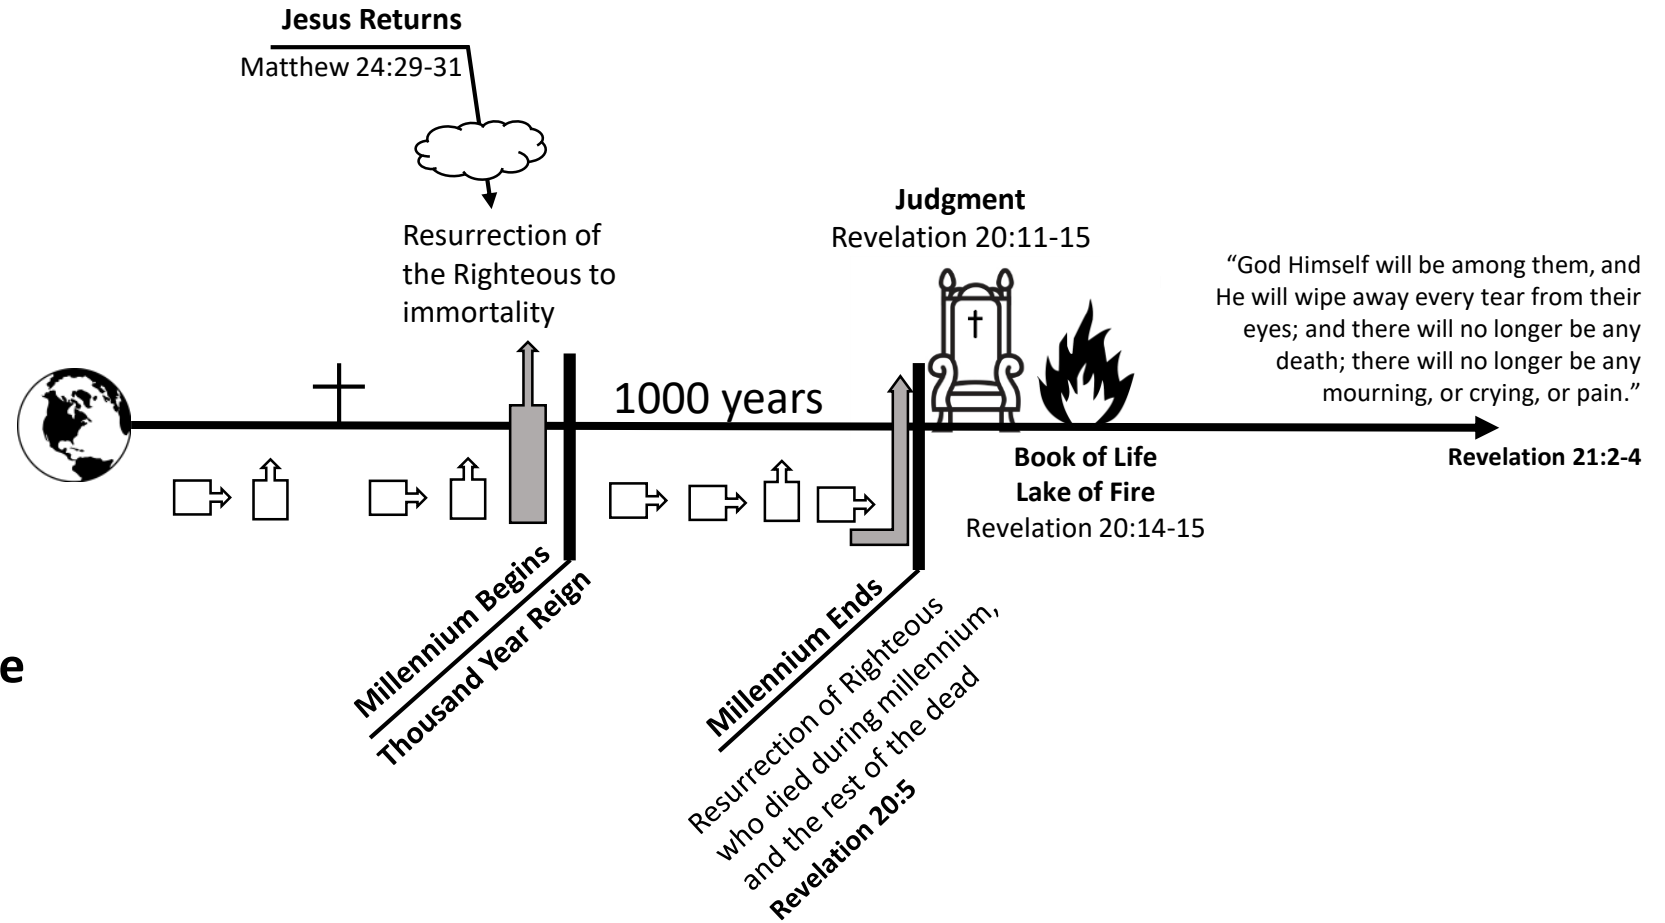 Jesus Returns
Matthew 24:29-31
Resurrection of
the Righteous to
immortality
Judgment
Revelation 20:11-15
“God Himself will be among them, and
He will wipe away every tear from their
eyes; and there will no longer be any
death; there will no longer be any
mourning, or crying, or pain.”
Revelation 21:2-4
1000 years
Book of Life
Lake of Fire
Revelation 20:14-15
Millennium Begins
Thousand Year Reign
Millennium Ends
Resurrection of Righteous
who died during millennium,
and the rest of the dead
Revelation 20:5
e